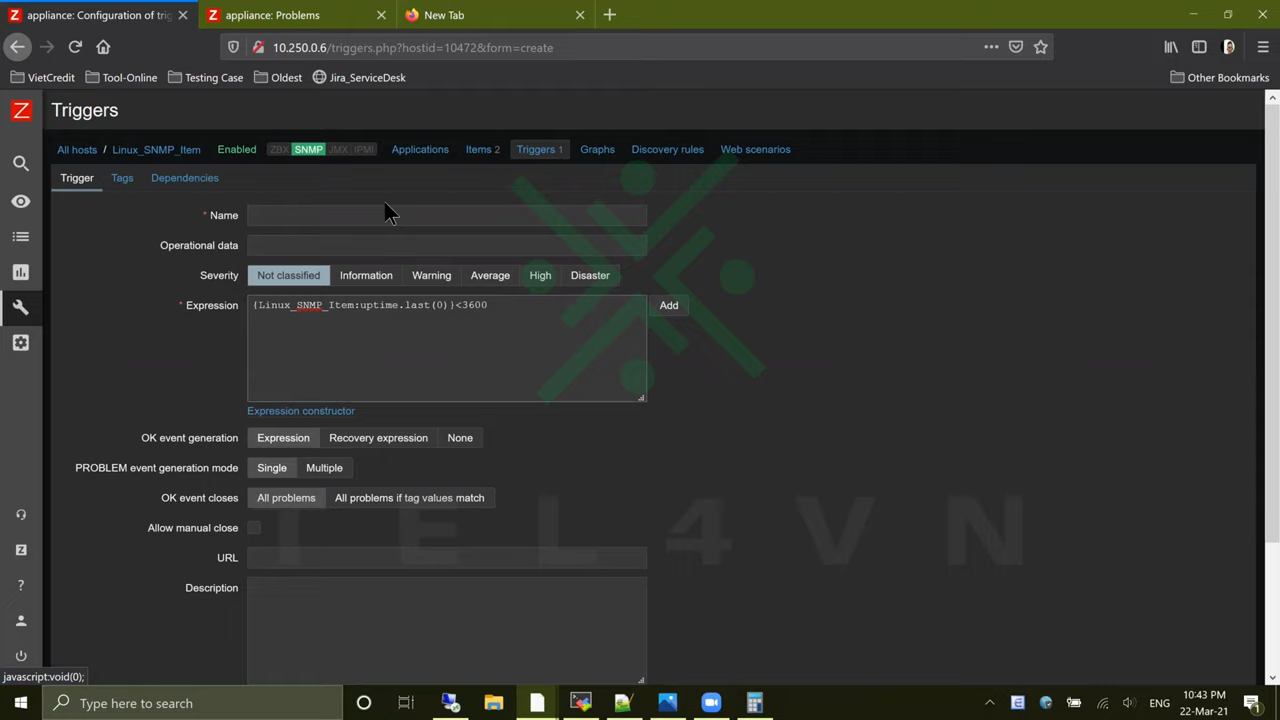 appliance: Configuration of trig
appliance: Problems
New Tab
10.250.0.6/triggers.php?hostid=10472&form=create
VietCredit
Tool-Online
Testing Case
Oldest
Jira_ServiceDesk
Other Bookmarks
Z
Triggers
All hosts / Linux_SNMP_Item Enabled ZBX SNMP JMX IPMI Applications Items 2 Triggers 1 Graphs Discovery rules Web scenarios
Trigger Tags Dependencies
* Name
Operational data
Severity Not classified Information Warning Average High Disaster
* Expression {Linux_SNMP_Item:uptime.last(0)}<3600 Add
Expression constructor
OK event generation Expression Recovery expression None
PROBLEM event generation mode Single Multiple
OK event closes All problems All problems if tag values match
Allow manual close
TEL4VN
URL
Description
javascript:void(0);
Type here to search
ENG
10:43 PM
22-Mar-21